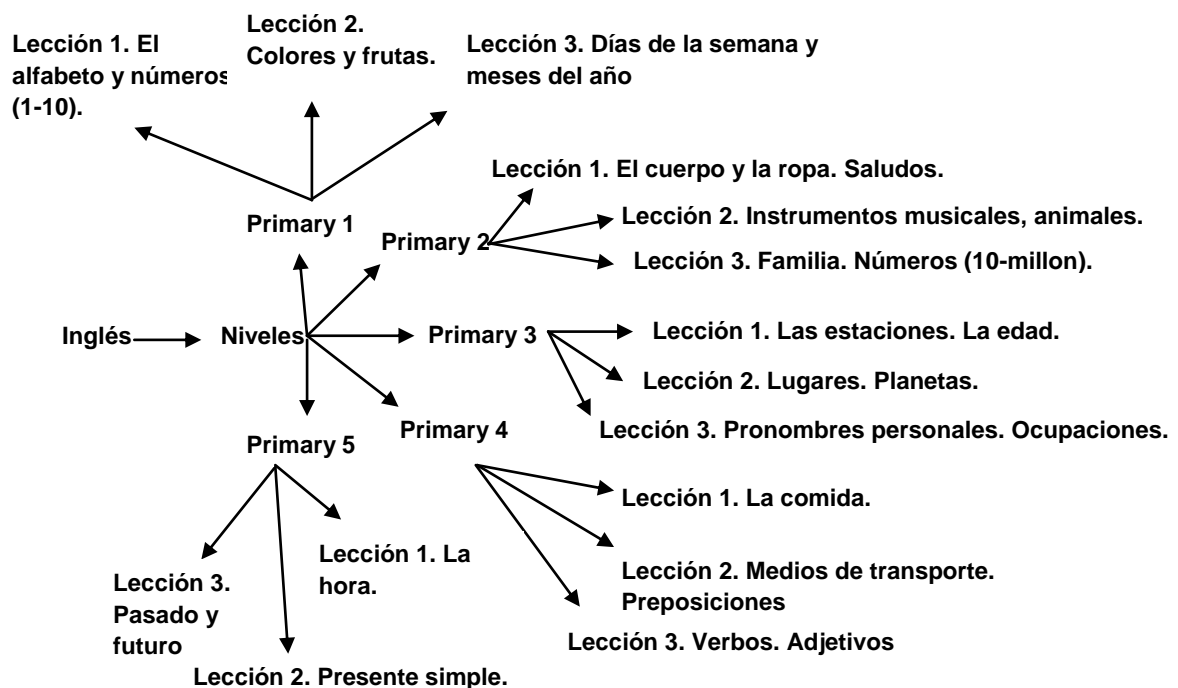 Lección 1. El
alfabeto y números
(1-10).
Lección 2.
Colores y frutas.
Lección 3. Días de la semana y
meses del año
Primary 1
Lección 1. El cuerpo y la ropa. Saludos.
Primary 2
Lección 2. Instrumentos musicales, animales.
Lección 3. Familia. Números (10-millon).
Inglés
Niveles
Primary 3
Lección 1. Las estaciones. La edad.
Lección 2. Lugares. Planetas.
Lección 3. Pronombres personales. Ocupaciones.
Primary 4
Lección 1. La comida.
Lección 2. Medios de transporte.
Preposiciones
Lección 3. Verbos. Adjetivos
Primary 5
Lección 1. La
hora.
Lección 2. Presente simple.
Lección 3.
Pasado y
futuro